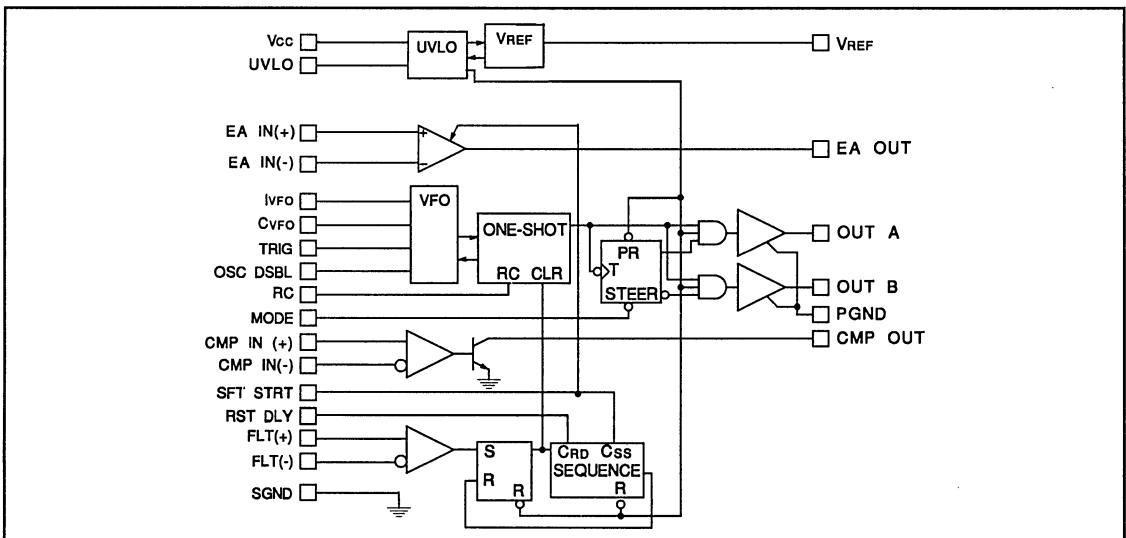 Vcc
UVLO
UVLO
VREF
VREF
EA IN(+)
EA IN(-)
+
−
EA OUT
IVFO
CVFO
TRIG
OSC DSBL
RC
MODE
VFO
ONE-SHOT
RC CLR
PR
T
STEER
OUT A
OUT B
PGND
CMP OUT
CMP IN (+)
CMP IN(-)
SFT STRT
RST DLY
FLT(+)
FLT(-)
SGND
S
R
R
CRD CSS
SEQUENCE
R